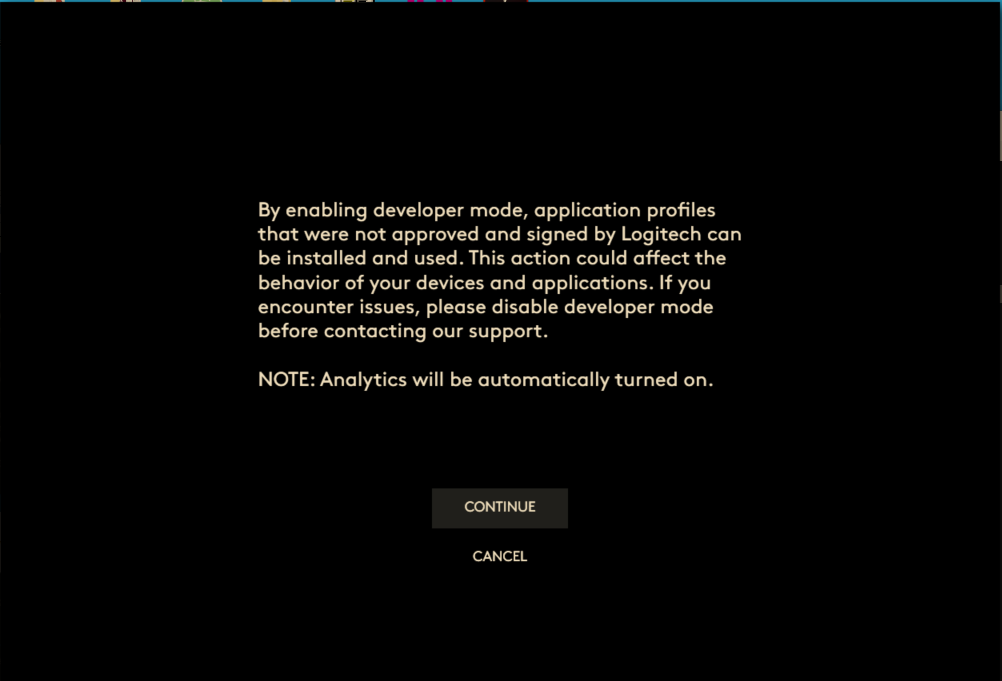 By enabling developer mode, application profiles
that were not approved and signed by Logitech can
be installed and used. This action could affect the
behavior of your devices and applications. If you
encounter issues, please disable developer mode
before contacting our support.
NOTE: Analytics will be automatically turned on.
CONTINUE
CANCEL